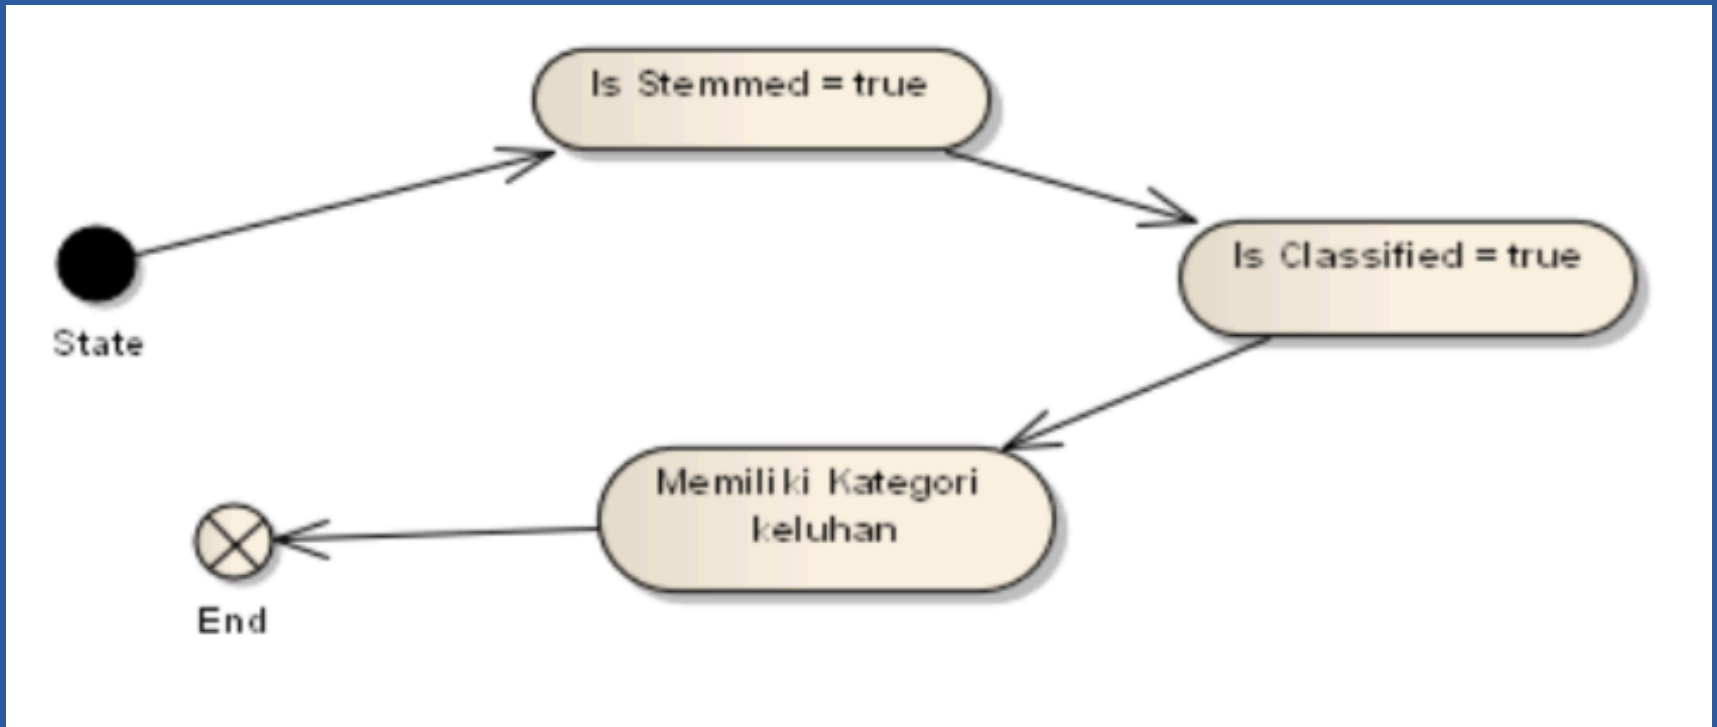 Is Stemmed = true
State
Is Classified = true
Memiliki Kategori
keluhan
End